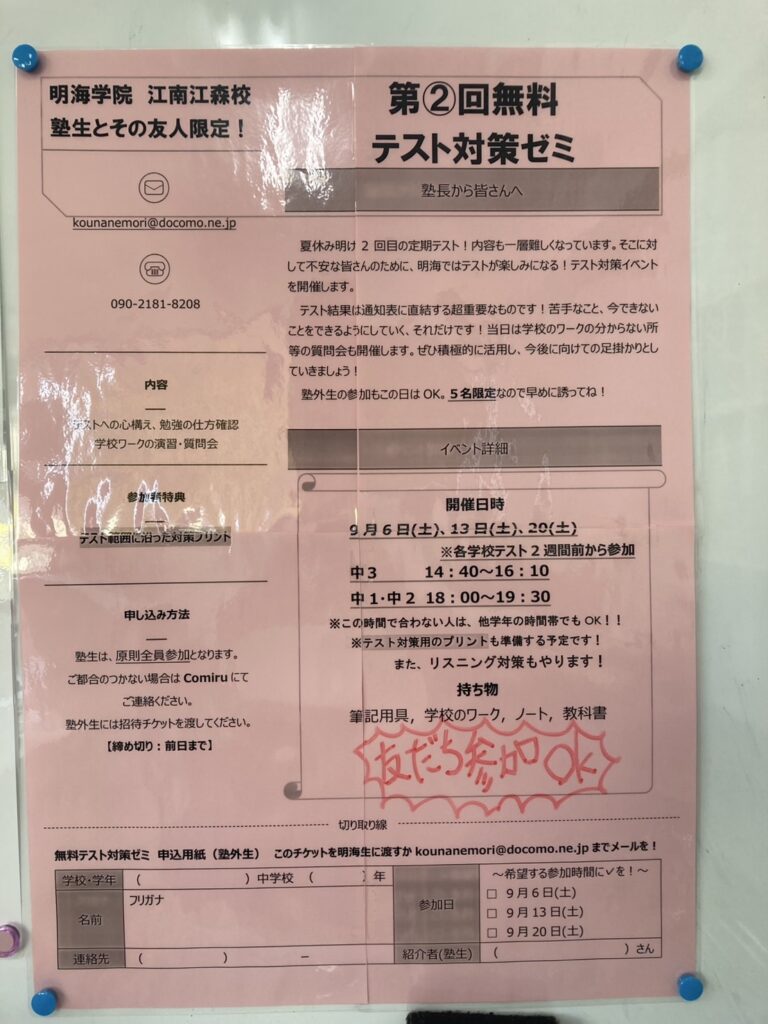 明海学院 江南江森校
塾生とその友人限定！
kounanemori@docomo.ne.jp
090-2181-8208
内容
テストへの心構え、勉強の仕方確認
学校ワークの演習・質問会
参加者特典
テスト範囲に沿った対策プリント
申し込み方法
塾生は、原則全員参加となります。
ご都合のつかない場合は Comiru にて
ご連絡ください。
塾外生には招待チケットを渡してください。
【締め切り：前日まで】
第②回無料
テスト対策ゼミ
塾長から皆さんへ
夏休み明け 2 回目の定期テスト！内容も一層難しくなっています。そこに対
して不安な皆さんのために、明海ではテストが楽しみになる！テスト対策イベント
を開催します。
テスト結果は通知表に直結する超重要なものです！苦手なこと、今できない
ことをできるようにしていく、それだけです！当日は学校のワークの分からない所
等の質問会も開催します。ぜひ積極的に活用し、今後に向けての足掛かりとし
ていきましょう！
塾外生の参加もこの日は OK。５名限定なので早めに誘ってね！
イベント詳細
開催日時
9 月 6 日(土)、13 日(土)、20(土)
※各学校テスト２週間前から参加
中３ 14：40～16：10
中１・中２ 18：00～19：30
※この時間で合わない人は、他学年の時間帯でも OK！！
※テスト対策用のプリントも準備する予定です！
また、リスニング対策もやります！
持ち物
筆記用具，学校のワーク，ノート，教科書
友だち参加OK
切り取り線
無料テスト対策ゼミ 申込用紙（塾外生） このチケットを明海生に渡すか kounanemori@docomo.ne.jp までメールを！
学校・学年 （ ）中学校 （ ）年
名前 フリガナ
連絡先 （ ） －
参加日
～希望する参加時間に✓を！～
□ 9 月 6 日(土)
□ 9 月 13 日(土)
□ 9 月 20 日(土)
紹介者(塾生) （ ）さん